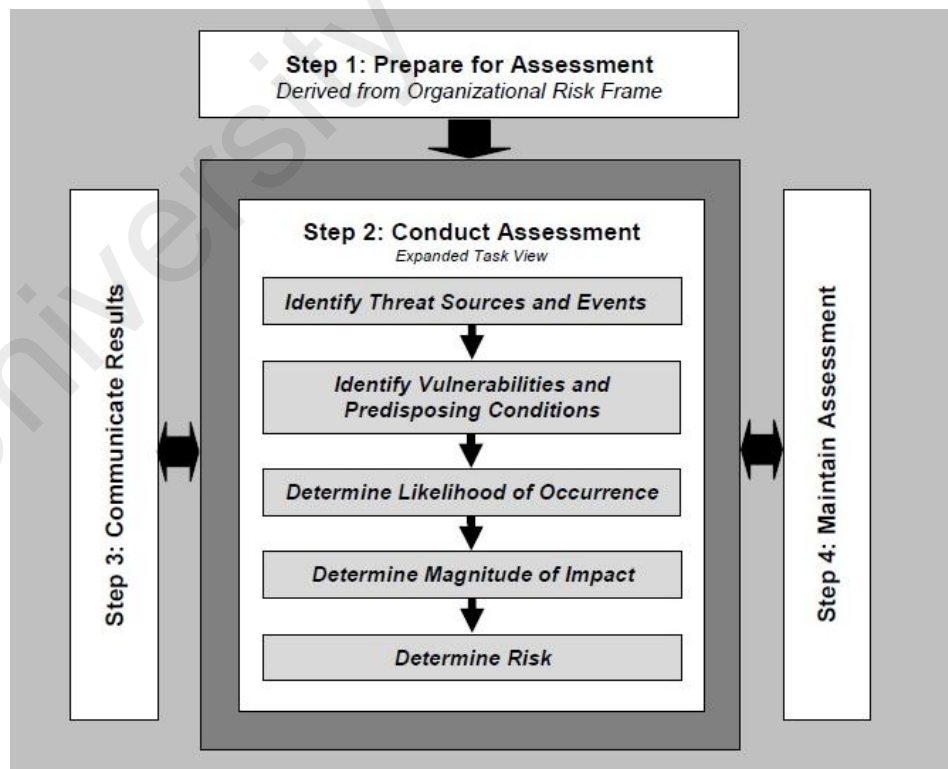 Step 1: Prepare for Assessment
Derived from Organizational Risk Frame
Step 2: Conduct Assessment
Expanded Task View
Identify Threat Sources and Events
Identify Vulnerabilities and
Predisposing Conditions
Determine Likelihood of Occurrence
Determine Magnitude of Impact
Determine Risk
Step 3: Communicate Results
Step 4: Maintain Assessment
University